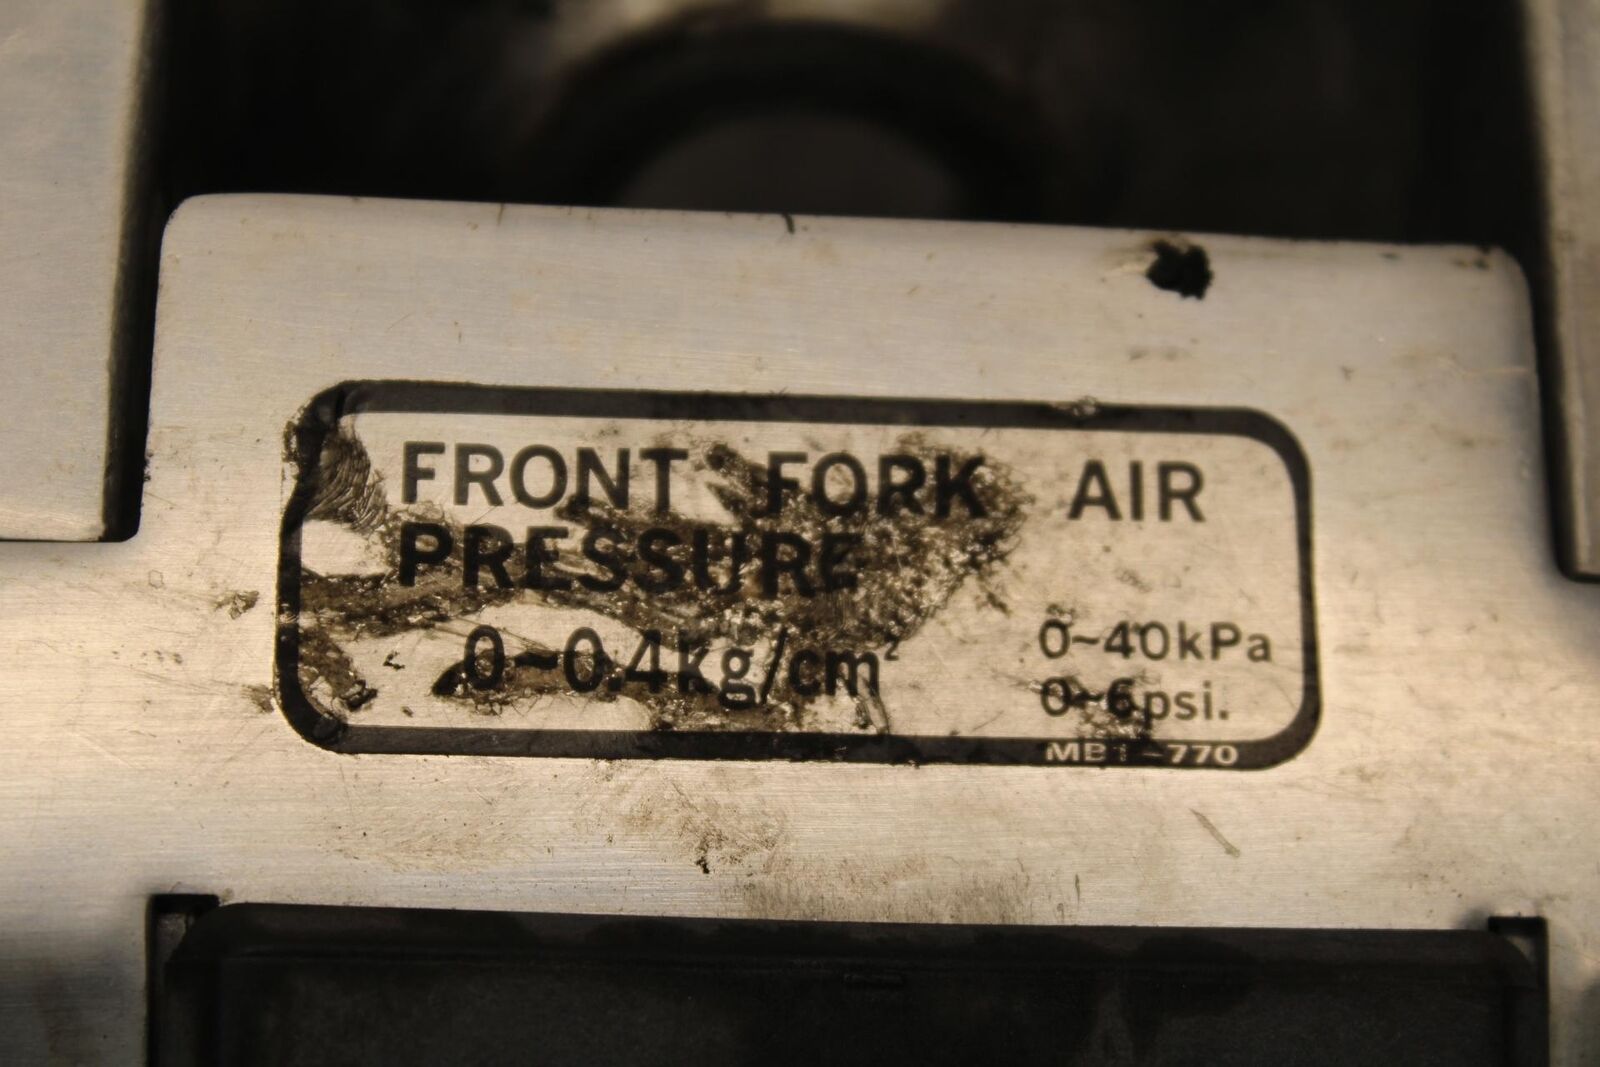 FRONT FORK AIR
PRESSURE
0~0.4kg/cm²
0~40kPa
0~6psi.
MB1-770